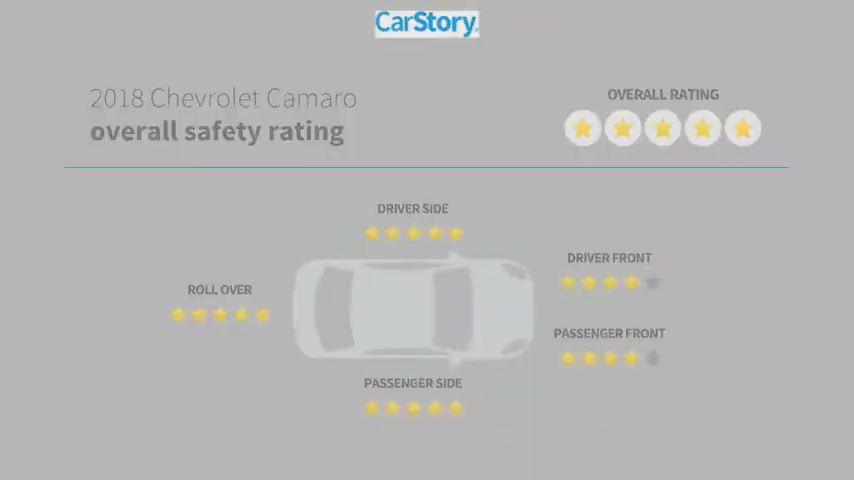 CarStory
2018 Chevrolet Camaro
overall safety rating
OVERALL RATING
DRIVER SIDE
DRIVER FRONT
ROLL OVER
PASSENGER FRONT
PASSENGER SIDE